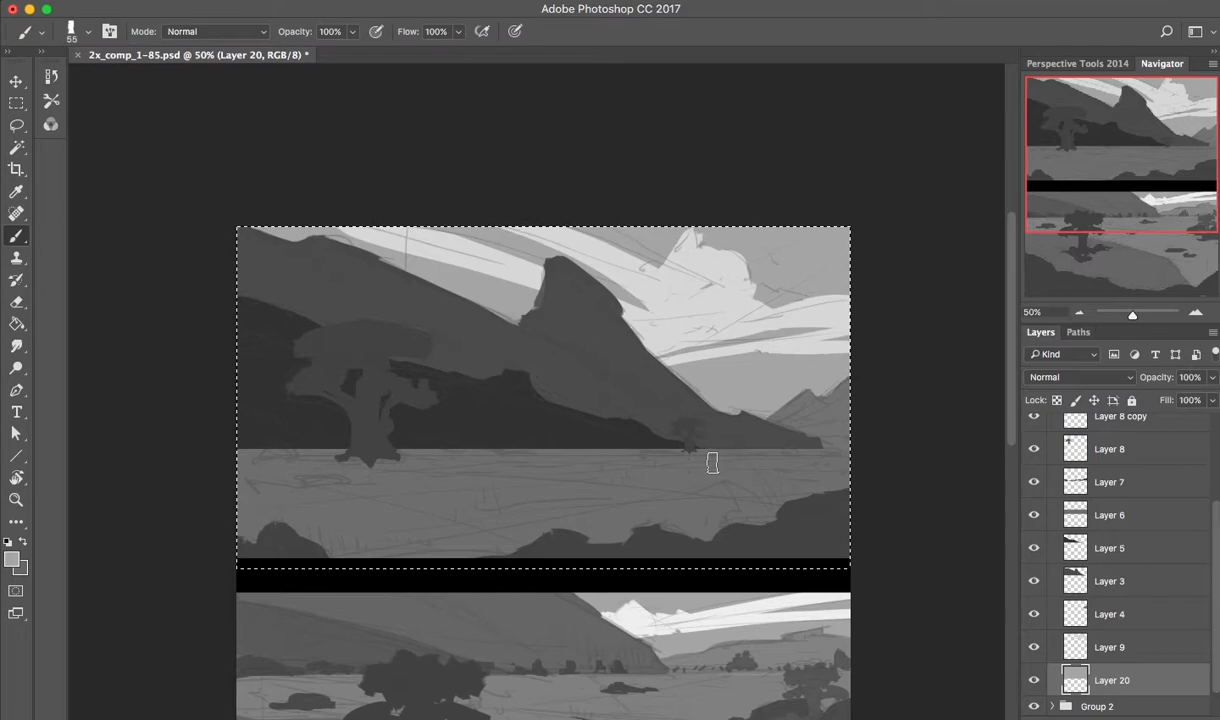 Adobe Photoshop CC 2017
55
Mode: Normal Opacity: 100% Flow: 100%
× 2x_comp_1-85.psd @ 50% (Layer 20, RGB/8) *
Perspective Tools 2014 Navigator
50%
Layers Paths
Kind
Normal Opacity: 100%
Lock: Fill: 100%
Layer 8 copy
Layer 8
Layer 7
Layer 6
Layer 5
Layer 3
Layer 4
Layer 9
Layer 20
Group 2